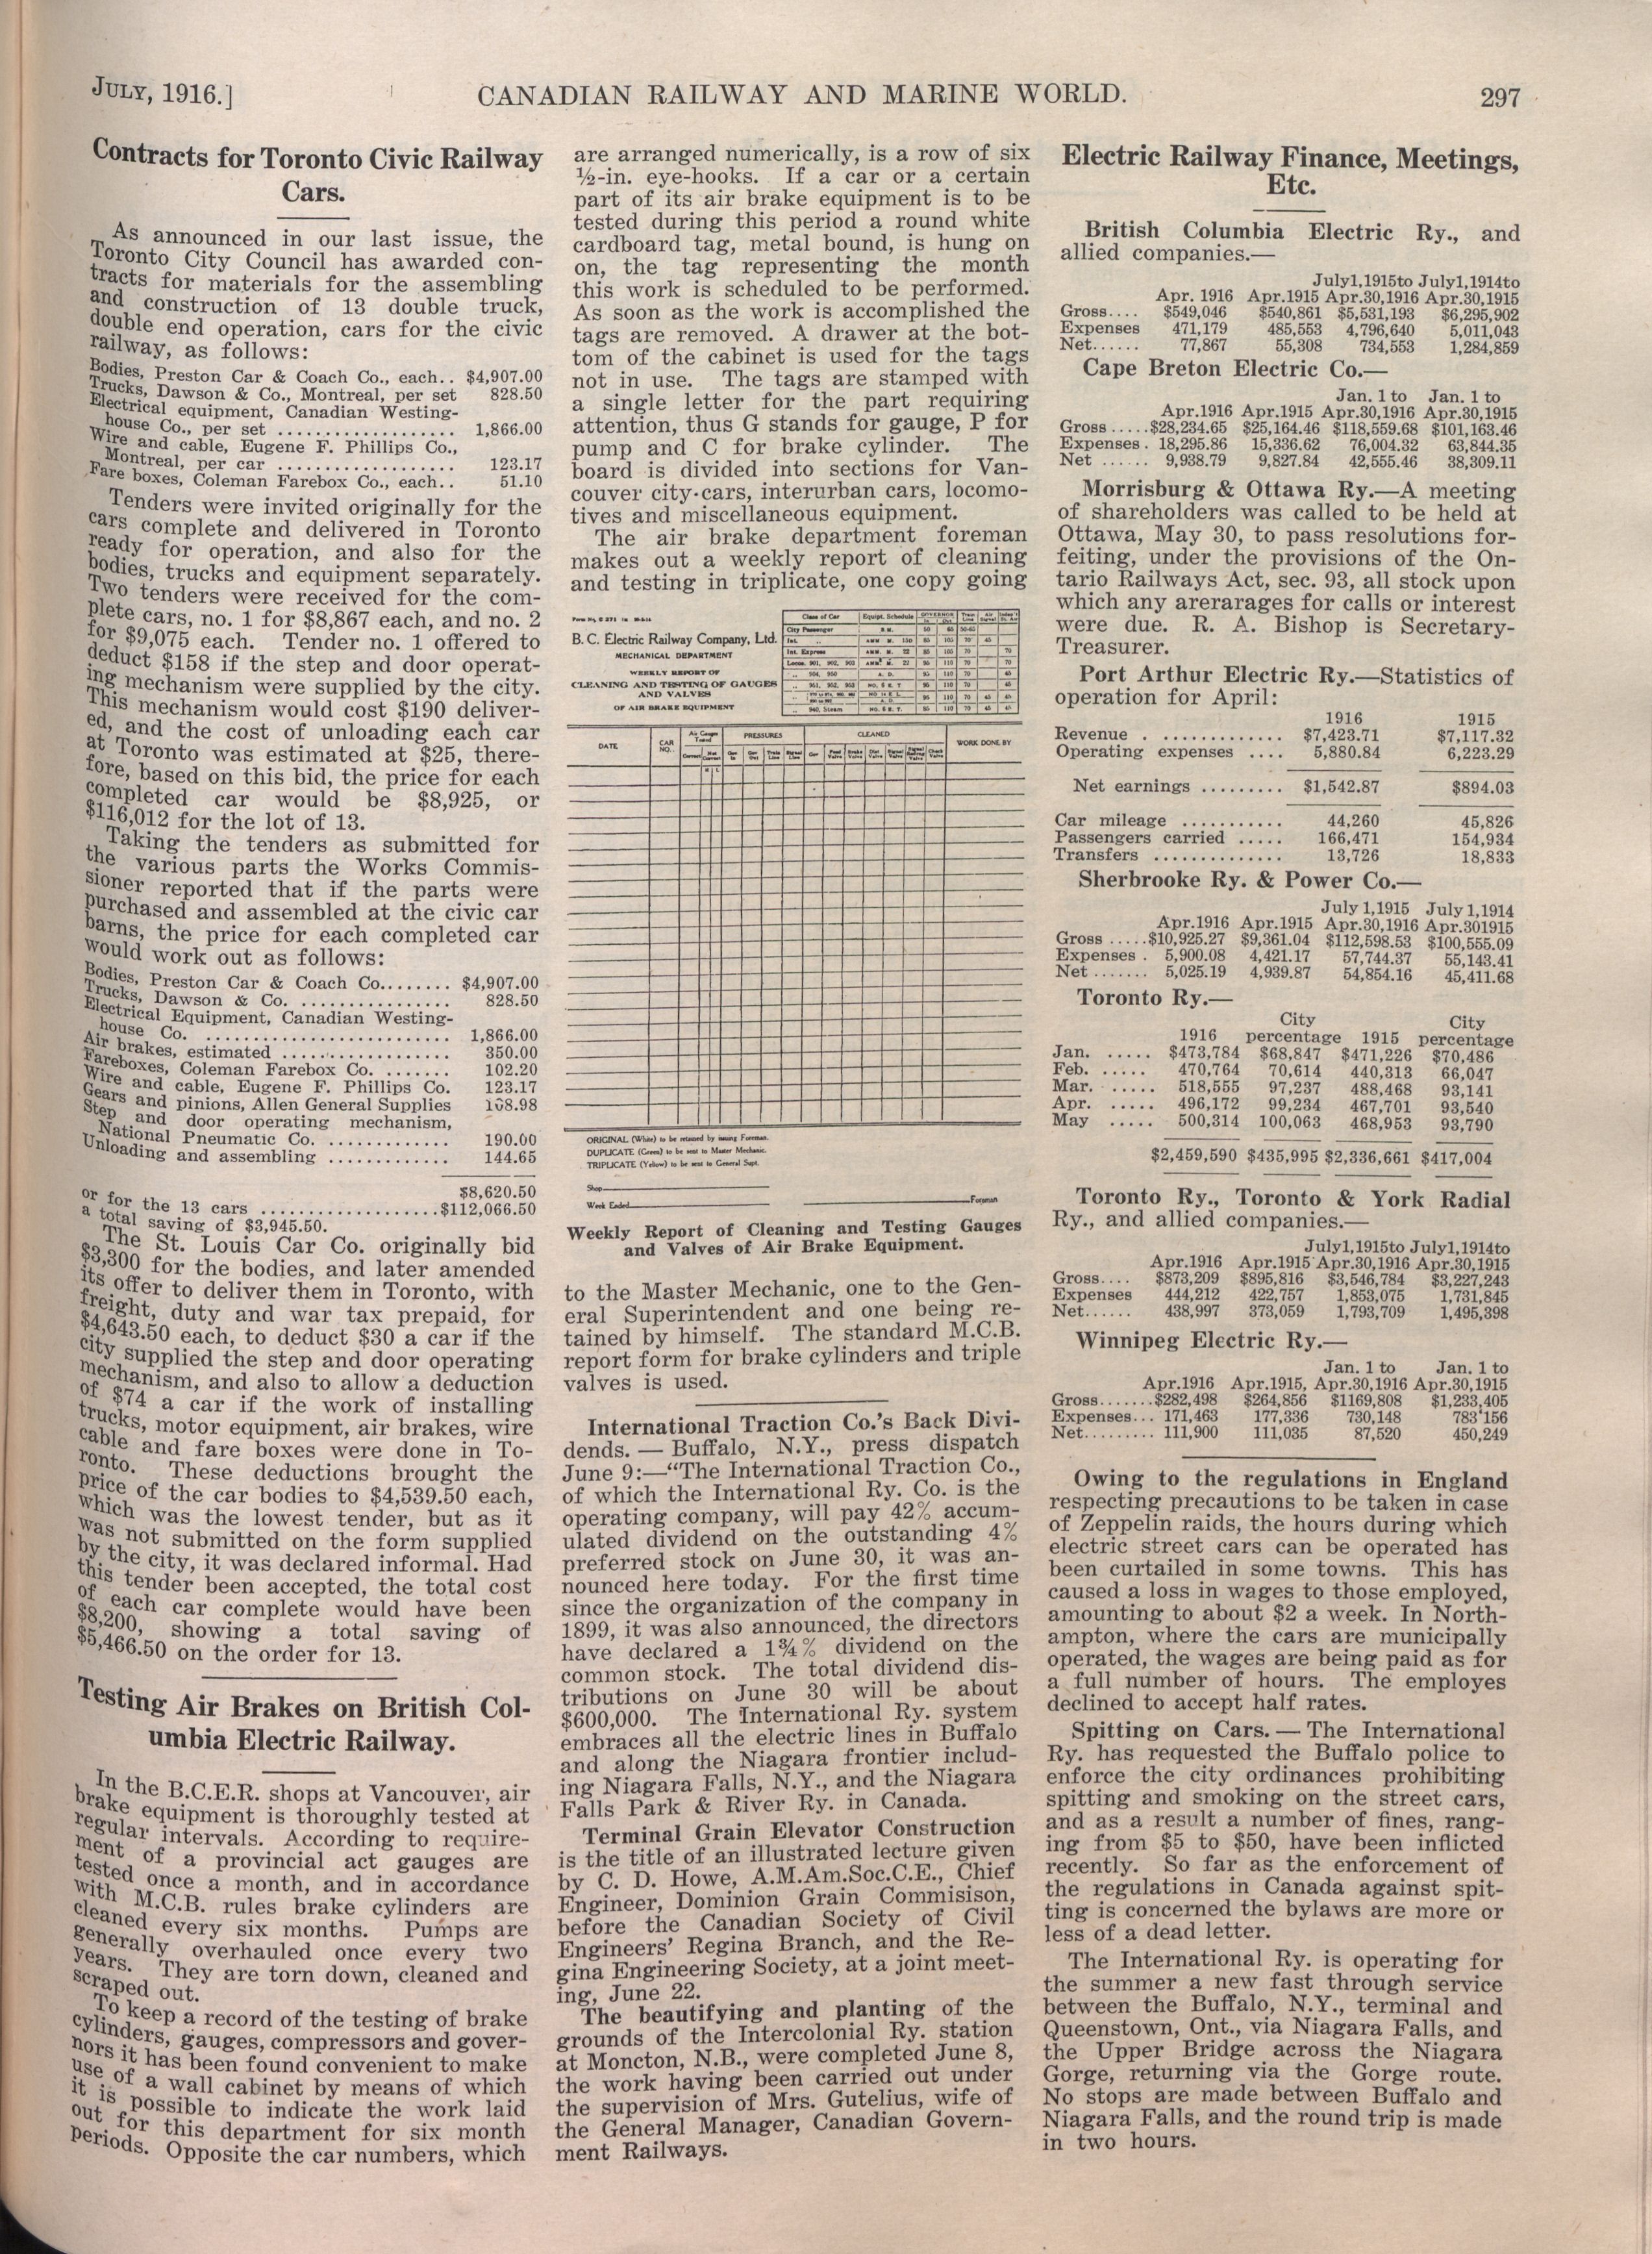 JULY, 1916.]
CANADIAN RAILWAY AND MARINE WORLD.
297
Contracts for Toronto Civic Railway
Cars.
As announced in our last issue, the
Toronto City Council has awarded con-
tracts for materials for the assembling
and construction of 13 double truck,
double end operation, cars for the civic
railway, as follows:
Bodies, Preston Car & Coach Co., each.. $4,907.00
Trucks, Dawson & Co., Montreal, per set 828.50
Electrical equipment, Canadian Westing-
house Co., per set .................. 1,866.00
Wire and cable, Eugene F. Phillips Co.,
Montreal, per car .................. 123.17
Fare boxes, Coleman Farebox Co., each.. 51.10
Tenders were invited originally for the
cars complete and delivered in Toronto
ready for operation, and also for the
bodies, trucks and equipment separately.
Two tenders were received for the com-
plete cars, no. 1 for $8,867 each, and no. 2
for $9,075 each. Tender no. 1 offered to
deduct $158 if the step and door operat-
ing mechanism were supplied by the city.
This mechanism would cost $190 deliver-
ed, and the cost of unloading each car
at Toronto was estimated at $25, there-
fore, based on this bid, the price for each
completed car would be $8,925, or
$116,012 for the lot of 13.
Taking the tenders as submitted for
the various parts the Works Commis-
sioner reported that if the parts were
purchased and assembled at the civic car
barns, the price for each completed car
would work out as follows:
Bodies, Preston Car & Coach Co........ $4,907.00
Trucks, Dawson & Co. ................ 828.50
Electrical Equipment, Canadian Westing-
house Co. ......................... 1,866.00
Air brakes, estimated ................. 350.00
Fareboxes, Coleman Farebox Co. ....... 102.20
Wire and cable, Eugene F. Phillips Co. 123.17
Gears and pinions, Allen General Supplies 108.98
Step and door operating mechanism,
National Pneumatic Co. ............. 190.00
Unloading and assembling ............. 144.65
$8,620.50
or for the 13 cars ..................$112,066.50
a total saving of $3,945.50.
The St. Louis Car Co. originally bid
$3,300 for the bodies, and later amended
its offer to deliver them in Toronto, with
freight, duty and war tax prepaid, for
$4,643.50 each, to deduct $30 a car if the
city supplied the step and door operating
mechanism, and also to allow a deduction
of $74 a car if the work of installing
trucks, motor equipment, air brakes, wire
cable and fare boxes were done in To-
ronto. These deductions brought the
price of the car bodies to $4,539.50 each,
which was the lowest tender, but as it
was not submitted on the form supplied
by the city, it was declared informal. Had
this tender been accepted, the total cost
of each car complete would have been
$8,200, showing a total saving of
$5,466.50 on the order for 13.
Testing Air Brakes on British Col-
umbia Electric Railway.
In the B.C.E.R. shops at Vancouver, air
brake equipment is thoroughly tested at
regular intervals. According to require-
ment of a provincial act gauges are
tested once a month, and in accordance
with M.C.B. rules brake cylinders are
cleaned every six months. Pumps are
generally overhauled once every two
years. They are torn down, cleaned and
scraped out.
To keep a record of the testing of brake
cylinders, gauges, compressors and gover-
nors it has been found convenient to make
use of a wall cabinet by means of which
it is possible to indicate the work laid
out for this department for six month
periods. Opposite the car numbers, which
are arranged numerically, is a row of six
½-in. eye-hooks. If a car or a certain
part of its air brake equipment is to be
tested during this period a round white
cardboard tag, metal bound, is hung on
on, the tag representing the month
this work is scheduled to be performed.
As soon as the work is accomplished the
tags are removed. A drawer at the bot-
tom of the cabinet is used for the tags
not in use. The tags are stamped with
a single letter for the part requiring
attention, thus G stands for gauge, P for
pump and C for brake cylinder. The
board is divided into sections for Van-
couver city cars, interurban cars, locomo-
tives and miscellaneous equipment.
The air brake department foreman
makes out a weekly report of cleaning
and testing in triplicate, one copy going
B. C. Electric Railway Company, Ltd.
MECHANICAL DEPARTMENT
WEEKLY REPORT OF
CLEANING AND TESTING OF GAUGES
AND VALVES
OF AIR BRAKE EQUIPMENT
Class of Car Equipt. Schedule GOVERNOR
City Passenger
Int. Express
DATE CAR NO. PRESSURES CLEANED WORK DONE BY
ORIGINAL (White) to be retained by issuing Foreman.
DUPLICATE (Green) to be sent to Master Mechanic.
TRIPLICATE (Yellow) to be sent to General Supt.
Shop
Week Ended Foreman
Weekly Report of Cleaning and Testing Gauges
and Valves of Air Brake Equipment.
to the Master Mechanic, one to the Gen-
eral Superintendent and one being re-
tained by himself. The standard M.C.B.
report form for brake cylinders and triple
valves is used.
International Traction Co.'s Back Divi-
dends. — Buffalo, N.Y., press dispatch
June 9:—"The International Traction Co.,
of which the International Ry. Co. is the
operating company, will pay 42% accum-
ulated dividend on the outstanding 4%
preferred stock on June 30, it was an-
nounced here today. For the first time
since the organization of the company in
1899, it was also announced, the directors
have declared a 1¾% dividend on the
common stock. The total dividend dis-
tributions on June 30 will be about
$600,000. The International Ry. system
embraces all the electric lines in Buffalo
and along the Niagara frontier includ-
ing Niagara Falls, N.Y., and the Niagara
Falls Park & River Ry. in Canada.
Terminal Grain Elevator Construction
is the title of an illustrated lecture given
by C. D. Howe, A.M.Am.Soc.C.E., Chief
Engineer, Dominion Grain Commisison,
before the Canadian Society of Civil
Engineers' Regina Branch, and the Re-
gina Engineering Society, at a joint meet-
ing, June 22.
The beautifying and planting of the
grounds of the Intercolonial Ry. station
at Moncton, N.B., were completed June 8,
the work having been carried out under
the supervision of Mrs. Gutelius, wife of
the General Manager, Canadian Govern-
ment Railways.
Electric Railway Finance, Meetings,
Etc.
British Columbia Electric Ry., and
allied companies.—
July1,1915to July1,1914to
Apr. 1916 Apr.1915 Apr.30,1916 Apr.30,1915
Gross.... $549,046 $540,861 $5,531,193 $6,295,902
Expenses 471,179 485,553 4,796,640 5,011,043
Net...... 77,867 55,308 734,553 1,284,859
Cape Breton Electric Co.—
Jan. 1 to Jan. 1 to
Apr.1916 Apr.1915 Apr.30,1916 Apr.30,1915
Gross .....$28,234.65 $25,164.46 $118,559.68 $101,163.46
Expenses . 18,295.86 15,336.62 76,004.32 63,844.35
Net ...... 9,938.79 9,827.84 42,555.46 38,309.11
Morrisburg & Ottawa Ry.—A meeting
of shareholders was called to be held at
Ottawa, May 30, to pass resolutions for-
feiting, under the provisions of the On-
tario Railways Act, sec. 93, all stock upon
which any arerarages for calls or interest
were due. R. A. Bishop is Secretary-
Treasurer.
Port Arthur Electric Ry.—Statistics of
operation for April:
1916 1915
Revenue . ............. $7,423.71 $7,117.32
Operating expenses .... 5,880.84 6,223.29
Net earnings ......... $1,542.87 $894.03
Car mileage ........... 44,260 45,826
Passengers carried ..... 166,471 154,934
Transfers .............. 13,726 18,833
Sherbrooke Ry. & Power Co.—
July 1,1915 July 1,1914
Apr.1916 Apr.1915 Apr.30,1916 Apr.301915
Gross .....$10,925.27 $9,361.04 $112,598.53 $100,555.09
Expenses . 5,900.08 4,421.17 57,744.37 55,143.41
Net ....... 5,025.19 4,939.87 54,854.16 45,411.68
Toronto Ry.—
City City
1916 percentage 1915 percentage
Jan. ..... $473,784 $68,847 $471,226 $70,486
Feb. ..... 470,764 70,614 440,313 66,047
Mar. ..... 518,555 97,237 488,468 93,141
Apr. ..... 496,172 99,234 467,701 93,540
May ..... 500,314 100,063 468,953 93,790
$2,459,590 $435,995 $2,336,661 $417,004
Toronto Ry., Toronto & York Radial
Ry., and allied companies.—
July1,1915to July1,1914to
Apr.1916 Apr.1915 Apr.30,1916 Apr.30,1915
Gross.... $873,209 $895,816 $3,546,784 $3,227,243
Expenses 444,212 422,757 1,853,075 1,731,845
Net...... 438,997 373,059 1,793,709 1,495,398
Winnipeg Electric Ry.—
Jan. 1 to Jan. 1 to
Apr.1916 Apr.1915, Apr.30,1916 Apr.30,1915
Gross.......$282,498 $264,856 $1169,808 $1,233,405
Expenses... 171,463 177,336 730,148 783'156
Net......... 111,900 111,035 87,520 450,249
Owing to the regulations in England
respecting precautions to be taken in case
of Zeppelin raids, the hours during which
electric street cars can be operated has
been curtailed in some towns. This has
caused a loss in wages to those employed,
amounting to about $2 a week. In North-
ampton, where the cars are municipally
operated, the wages are being paid as for
a full number of hours. The employes
declined to accept half rates.
Spitting on Cars. — The International
Ry. has requested the Buffalo police to
enforce the city ordinances prohibiting
spitting and smoking on the street cars,
and as a result a number of fines, rang-
ing from $5 to $50, have been inflicted
recently. So far as the enforcement of
the regulations in Canada against spit-
ting is concerned the bylaws are more or
less of a dead letter.
The International Ry. is operating for
the summer a new fast through service
between the Buffalo, N.Y., terminal and
Queenstown, Ont., via Niagara Falls, and
the Upper Bridge across the Niagara
Gorge, returning via the Gorge route.
No stops are made between Buffalo and
Niagara Falls, and the round trip is made
in two hours.